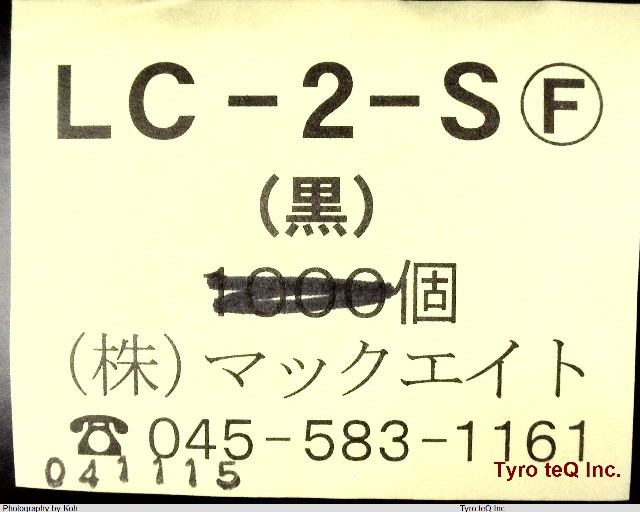 LC-2-SⒻ
(黒)
1000個
(株)マックエイト
☎045-583-1161
041115
Tyro teQ Inc.
Photography by Koh Tyro teQ Inc